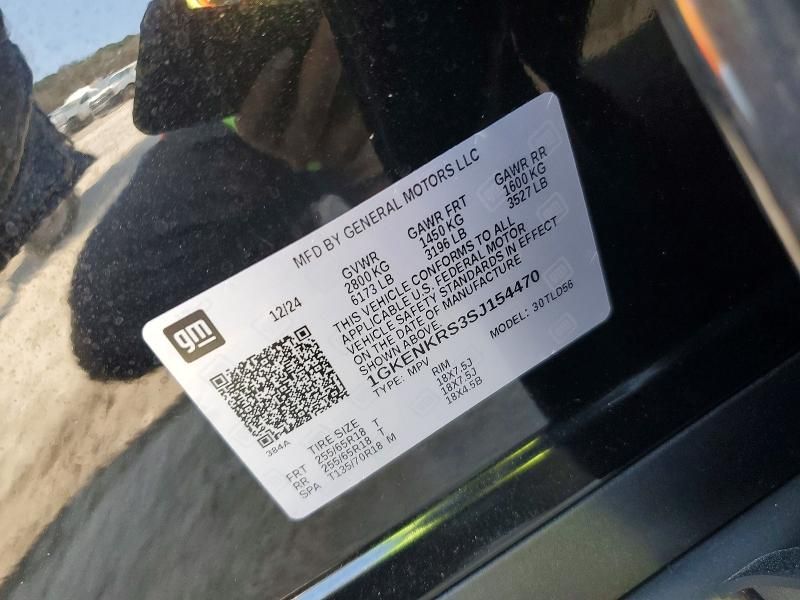 MFD BY GENERAL MOTORS LLC
gm
12/24
GVWR GAWR FRT GAWR RR
2800 KG 1450 KG 1600 KG
6173 LB 3196 LB 3527 LB
THIS VEHICLE CONFORMS TO ALL
APPLICABLE U.S. FEDERAL MOTOR
VEHICLE SAFETY STANDARDS IN EFFECT
ON THE DATE OF MANUFACTURE
SHOWN ABOVE.
1GKENKRS3SJ154470
TYPE: MPV MODEL: 30TLD56
384A
TIRE SIZE RIM
FRT 255/65R18 T 18X7.5J
RR 255/65R18 T 18X7.5J
SPA T135/70R18 M 18X4.5B